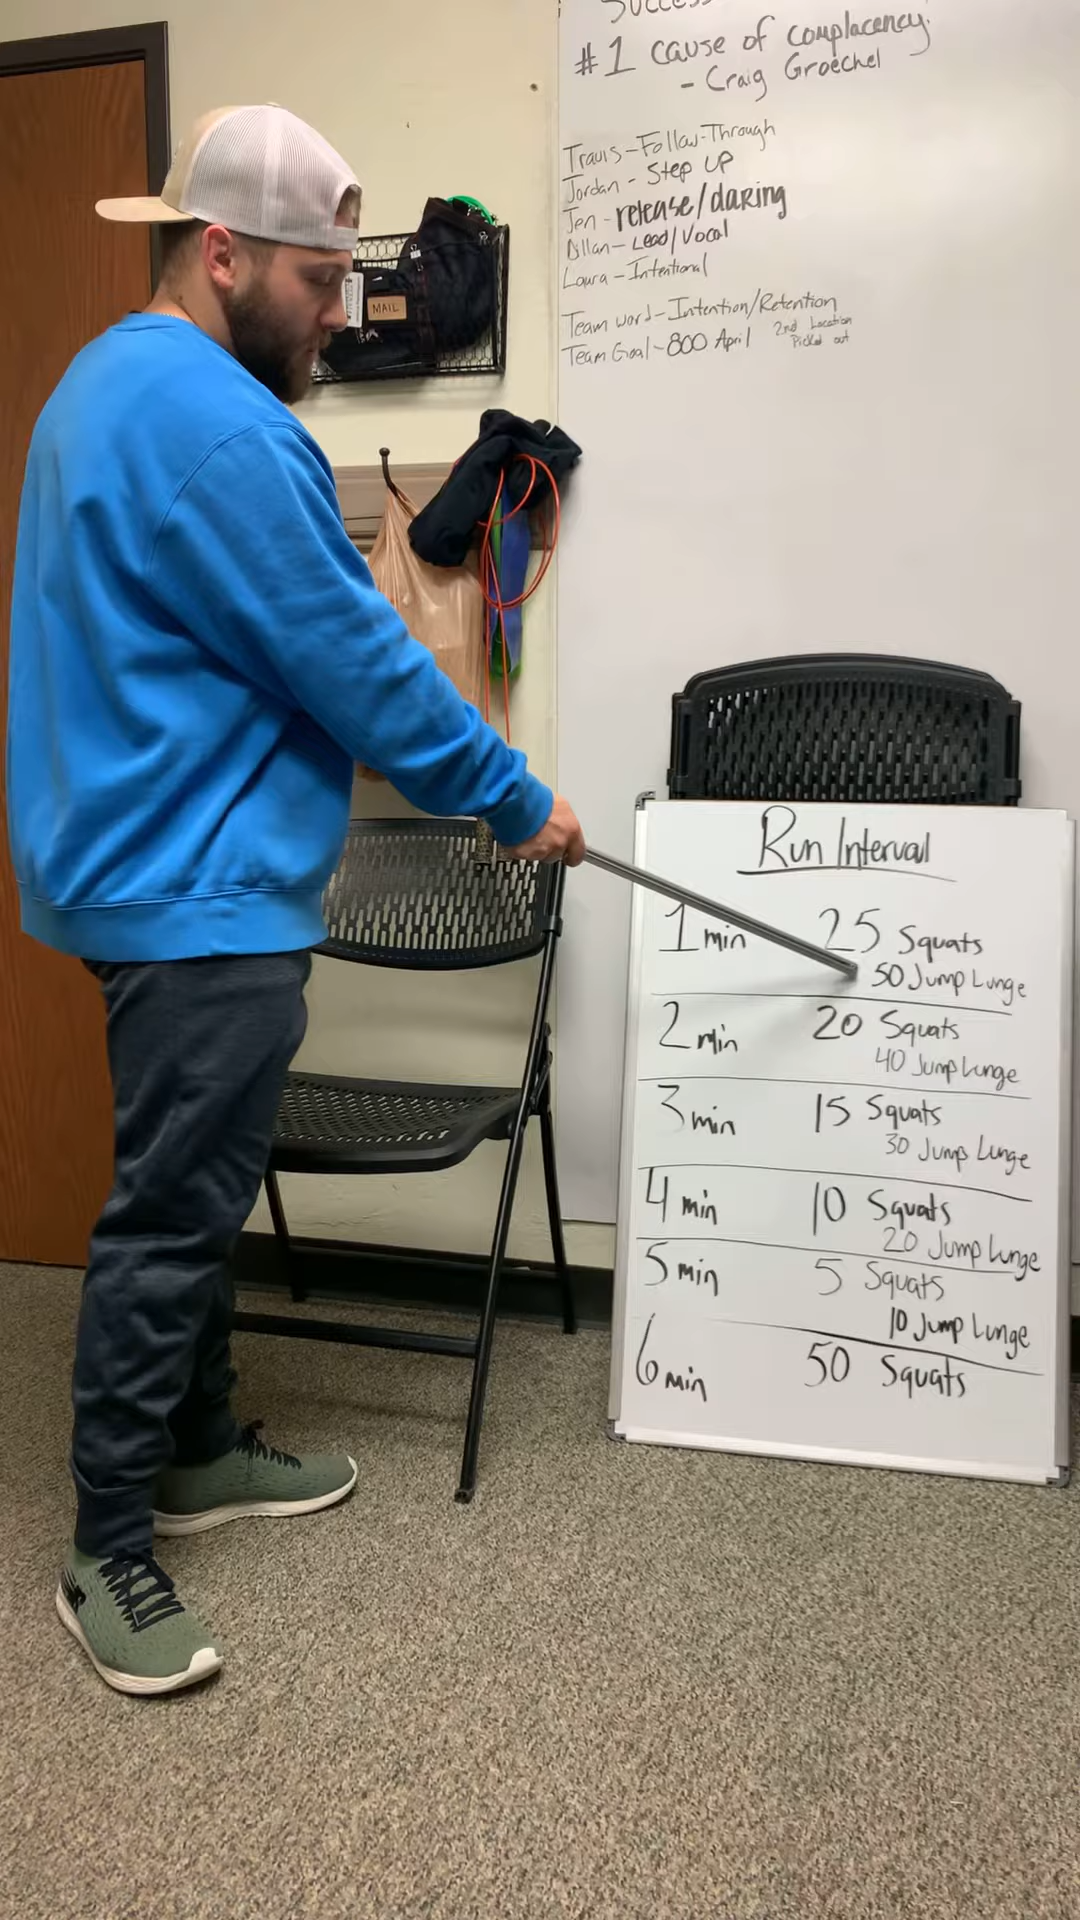 Success
#1 cause of complacency.
- Craig Groechel
Travis-Follow-Through
Jordan - Step UP
Jen - release/daring
Dillan- Lead/Vocal
Laura-Intentional
Team word-Intention/Retention
Team Goal-800 April
2nd Location
Picked out
MAIL
Run Interval
1 min 25 Squats
50 Jump Lunge
2 min 20 Squats
40 Jump Lunge
3 min 15 Squats
30 Jump Lunge
4 min 10 Squats
20 Jump Lunge
5 min 5 Squats
10 Jump Lunge
6 min 50 Squats